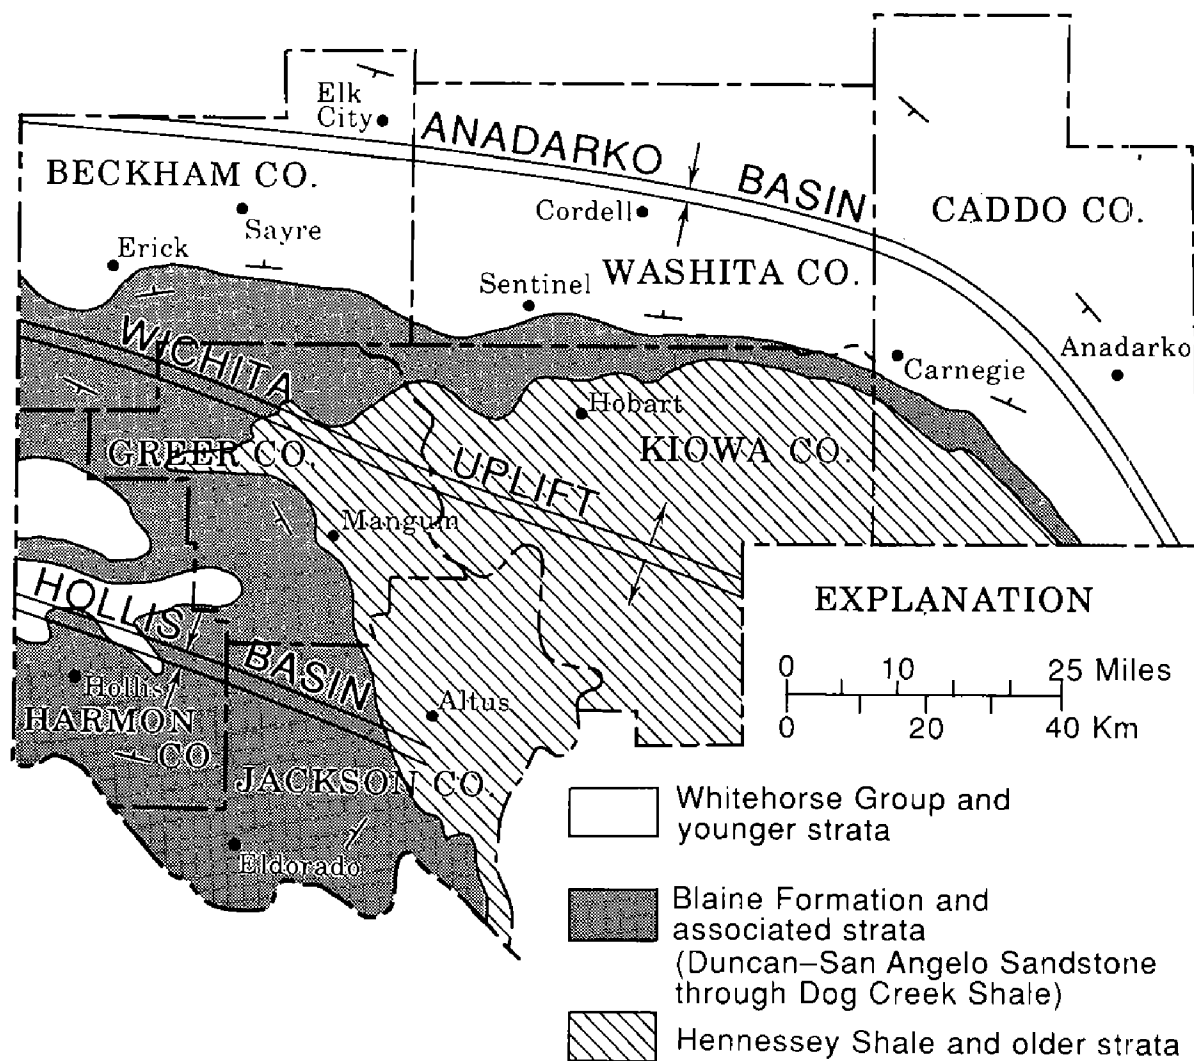 Elk
City
ANADARKO BASIN
BECKHAM CO.
Sayre
Cordell
CADDO CO.
Erick
WASHITA CO.
Sentinel
WICHITA UPLIFT
Carnegie
Anadarko
Hobart
GREER CO.
KIOWA CO.
Mangum
HOLLIS BASIN
Hollis
HARMON
CO.
Altus
JACKSON CO.
Eldorado
EXPLANATION
0 10 25 Miles
0 20 40 Km
Whitehorse Group and
younger strata
Blaine Formation and
associated strata
(Duncan–San Angelo Sandstone
through Dog Creek Shale)
Hennessey Shale and older strata